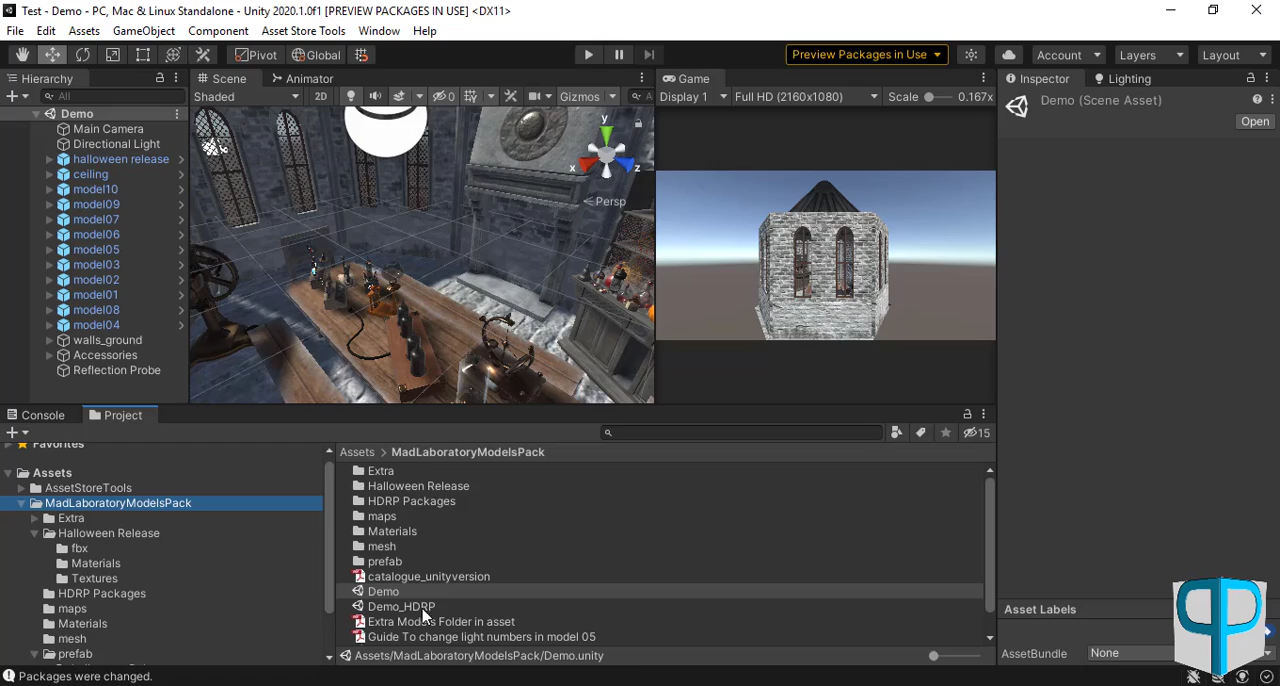 Test - Demo - PC, Mac & Linux Standalone - Unity 2020.1.0f1 [PREVIEW PACKAGES IN USE] <DX11>
File Edit Assets GameObject Component Asset Store Tools Window Help
Pivot Global Preview Packages in Use Account Layers Layout
Hierarchy Scene Animator Game Inspector Lighting
All Shaded 2D 0 Gizmos A Display 1 Full HD (2160x1080) Scale 0.167x
Demo (Scene Asset)
Open
Demo
Main Camera
Directional Light
halloween release
ceiling
model10
model09
model07
model06
model05
model03
model02
model01
model08
model04
walls_ground
Accessories
Reflection Probe
y
x
z
Persp
Console Project
15
Favorites
Assets
AssetStoreTools
MadLaboratoryModelsPack
Extra
Halloween Release
fbx
Materials
Textures
HDRP Packages
maps
Materials
mesh
prefab
Assets > MadLaboratoryModelsPack
Extra
Halloween Release
HDRP Packages
maps
Materials
mesh
prefab
catalogue_unityversion
Demo
Demo_HDRP
Extra Models Folder in asset
Guide To change light numbers in model 05
Assets/MadLaboratoryModelsPack/Demo.unity
Asset Labels
AssetBundle None
Packages were changed.